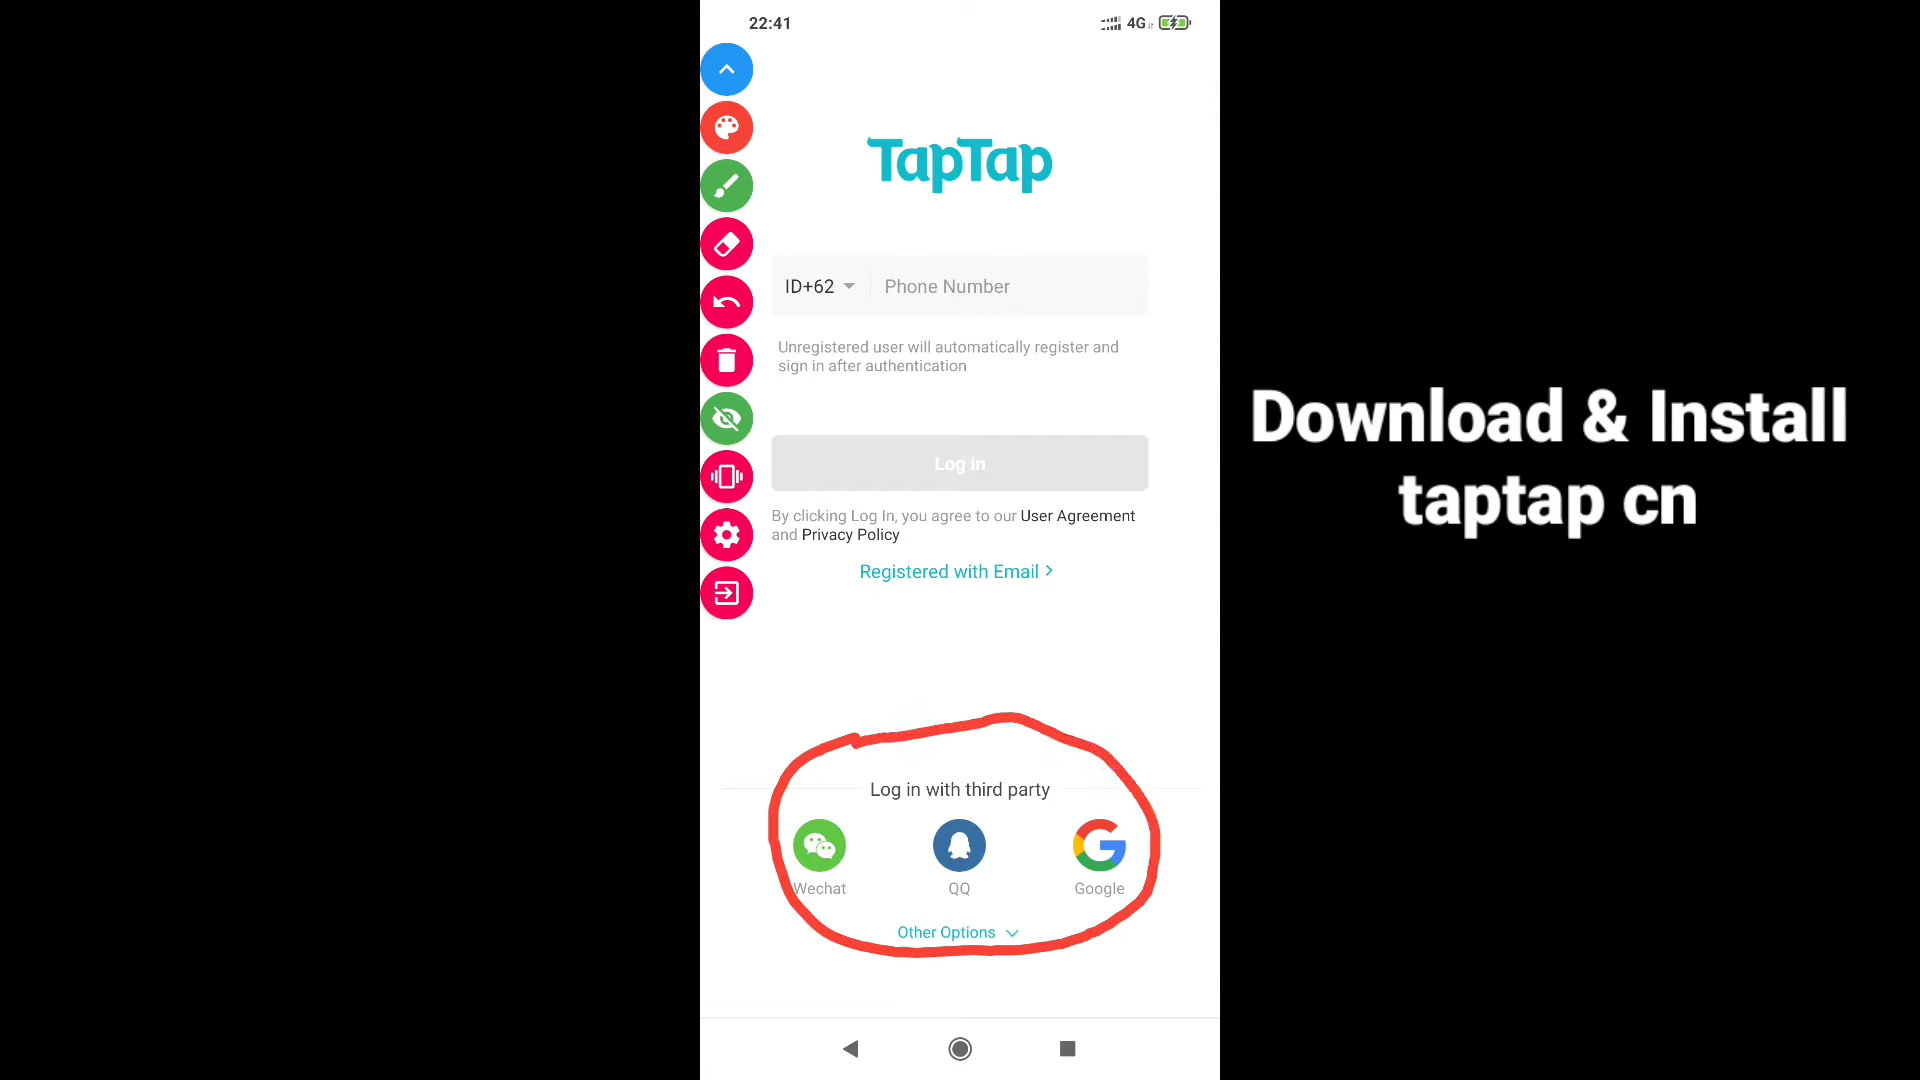 22:41
4G
TapTap
ID+62
Phone Number
Unregistered user will automatically register and
sign in after authentication
Log in
By clicking Log In, you agree to our User Agreement
and Privacy Policy
Registered with Email >
Log in with third party
Wechat
QQ
Google
Other Options
Download & Install
taptap cn